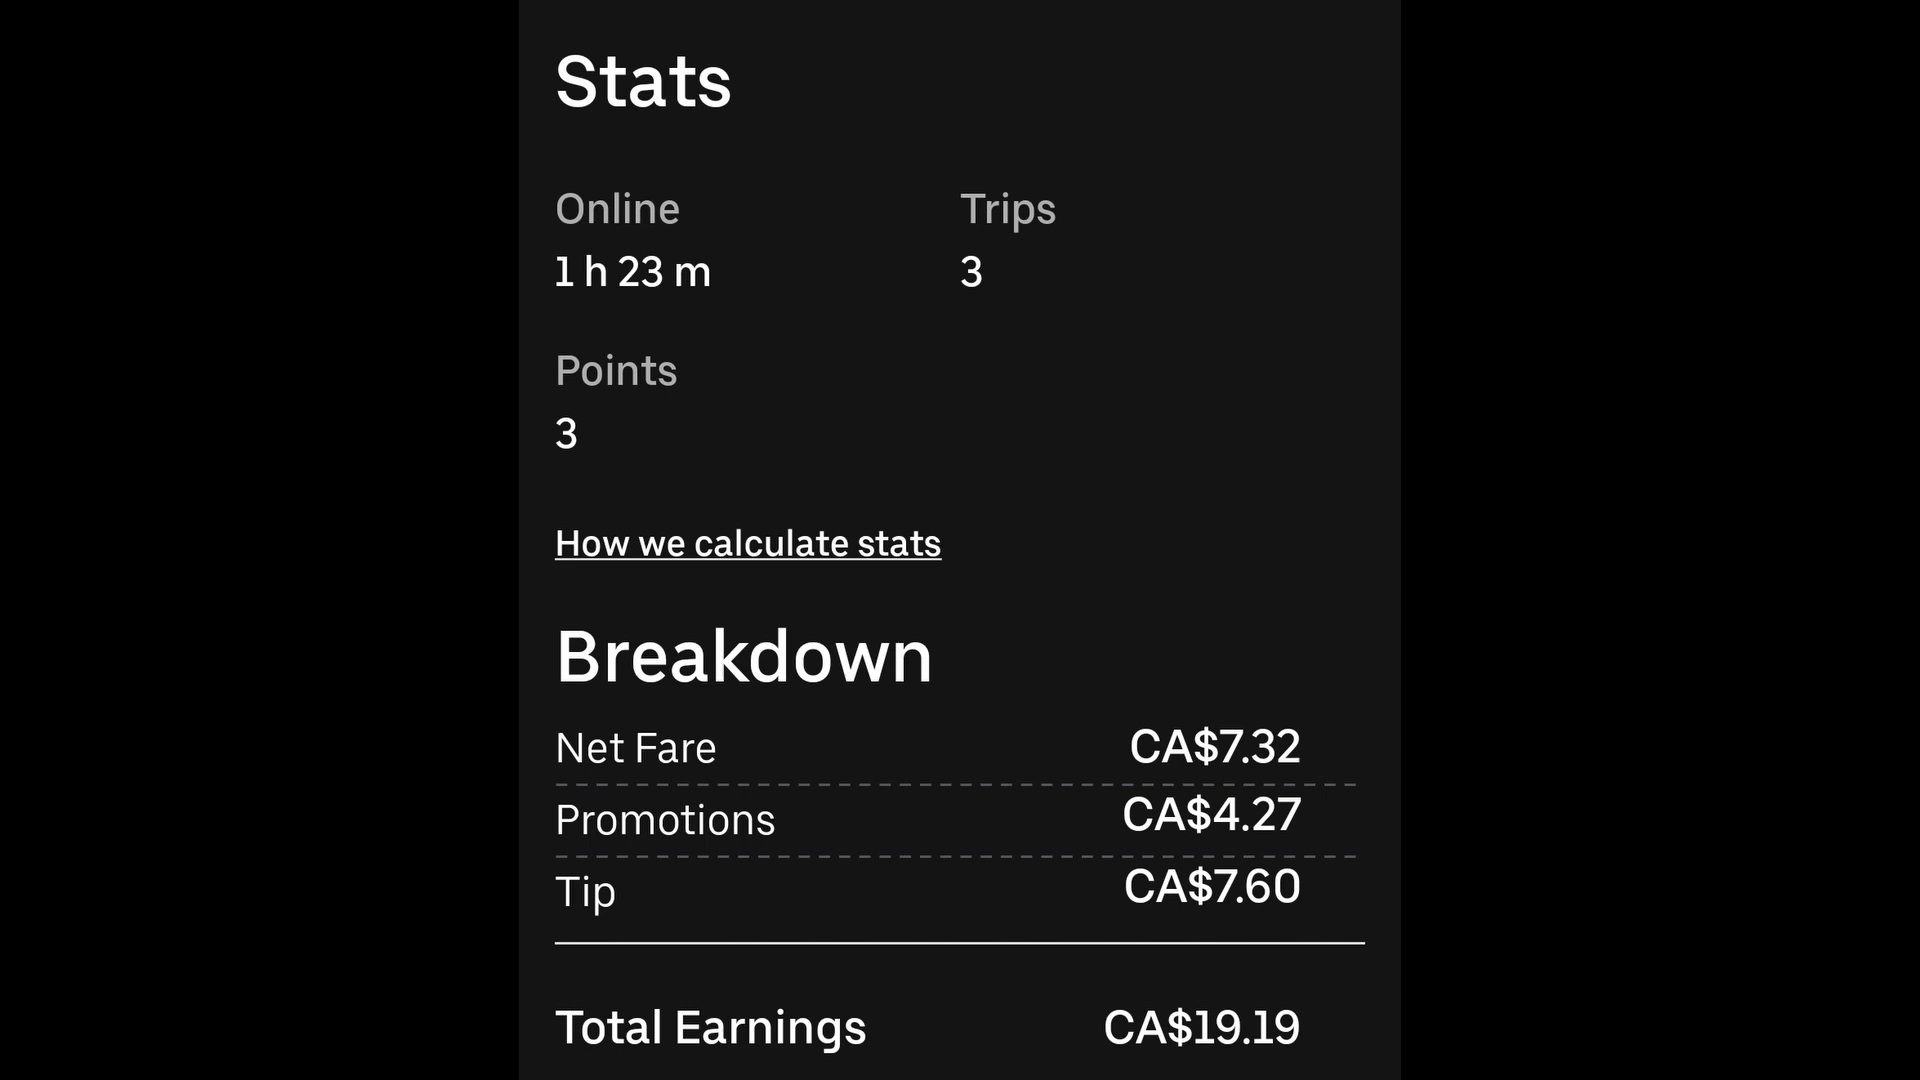 Stats
Online Trips
1 h 23 m 3
Points
3
How we calculate stats
Breakdown
Net Fare CA$7.32
Promotions CA$4.27
Tip CA$7.60
Total Earnings CA$19.19